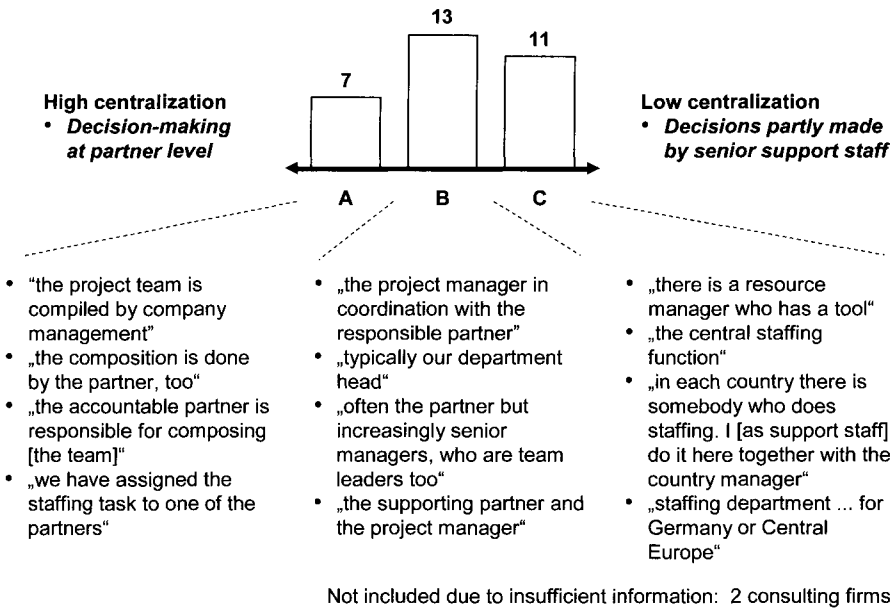 13
11
7
High centralization
• Decision-making
at partner level
Low centralization
• Decisions partly made
by senior support staff
A
B
C
• “the project team is
compiled by company
management”
• „the composition is done
by the partner, too“
• „the accountable partner is
responsible for composing
[the team]“
• „we have assigned the
staffing task to one of the
partners“
• „the project manager in
coordination with the
responsible partner”
• „typically our department
head“
• „often the partner but
increasingly senior
managers, who are team
leaders too“
• „the supporting partner and
the project manager“
• „there is a resource
manager who has a tool“
• „the central staffing
function“
• „in each country there is
somebody who does
staffing. I [as support staff]
do it here together with the
country manager“
• „staffing department ... for
Germany or Central
Europe“
Not included due to insufficient information: 2 consulting firms